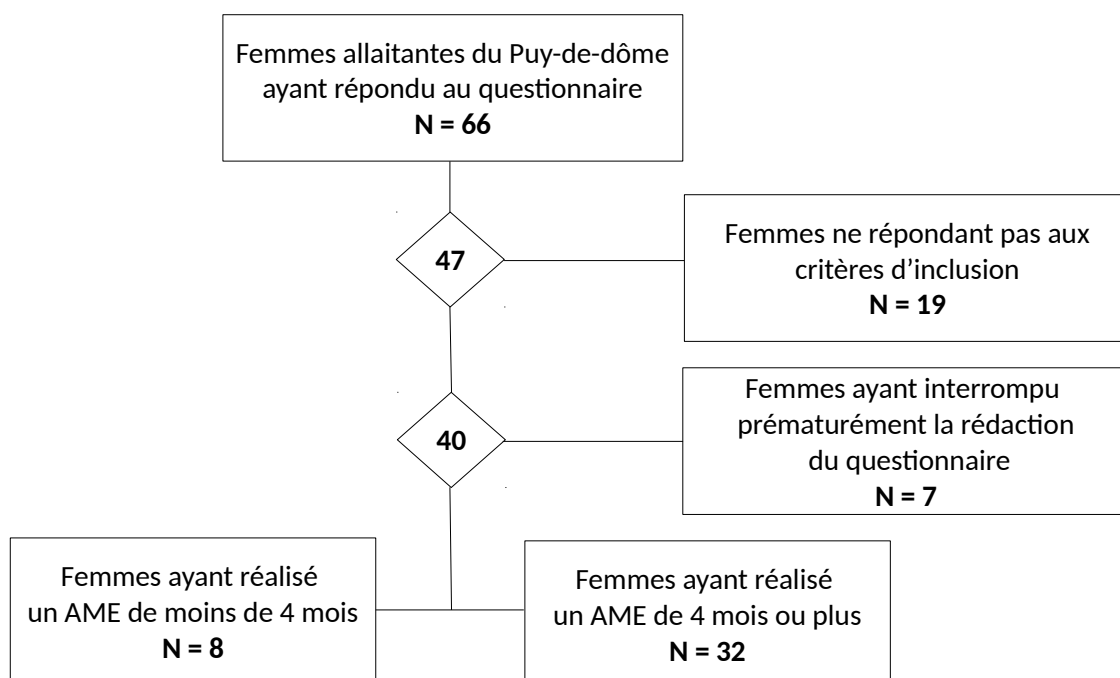 Femmes allaitantes du Puy-de-dôme
ayant répondu au questionnaire
N = 66
47
Femmes ne répondant pas aux
critères d’inclusion
N = 19
40
Femmes ayant interrompu
prématurément la rédaction
du questionnaire
N = 7
Femmes ayant réalisé
un AME de moins de 4 mois
N = 8
Femmes ayant réalisé
un AME de 4 mois ou plus
N = 32